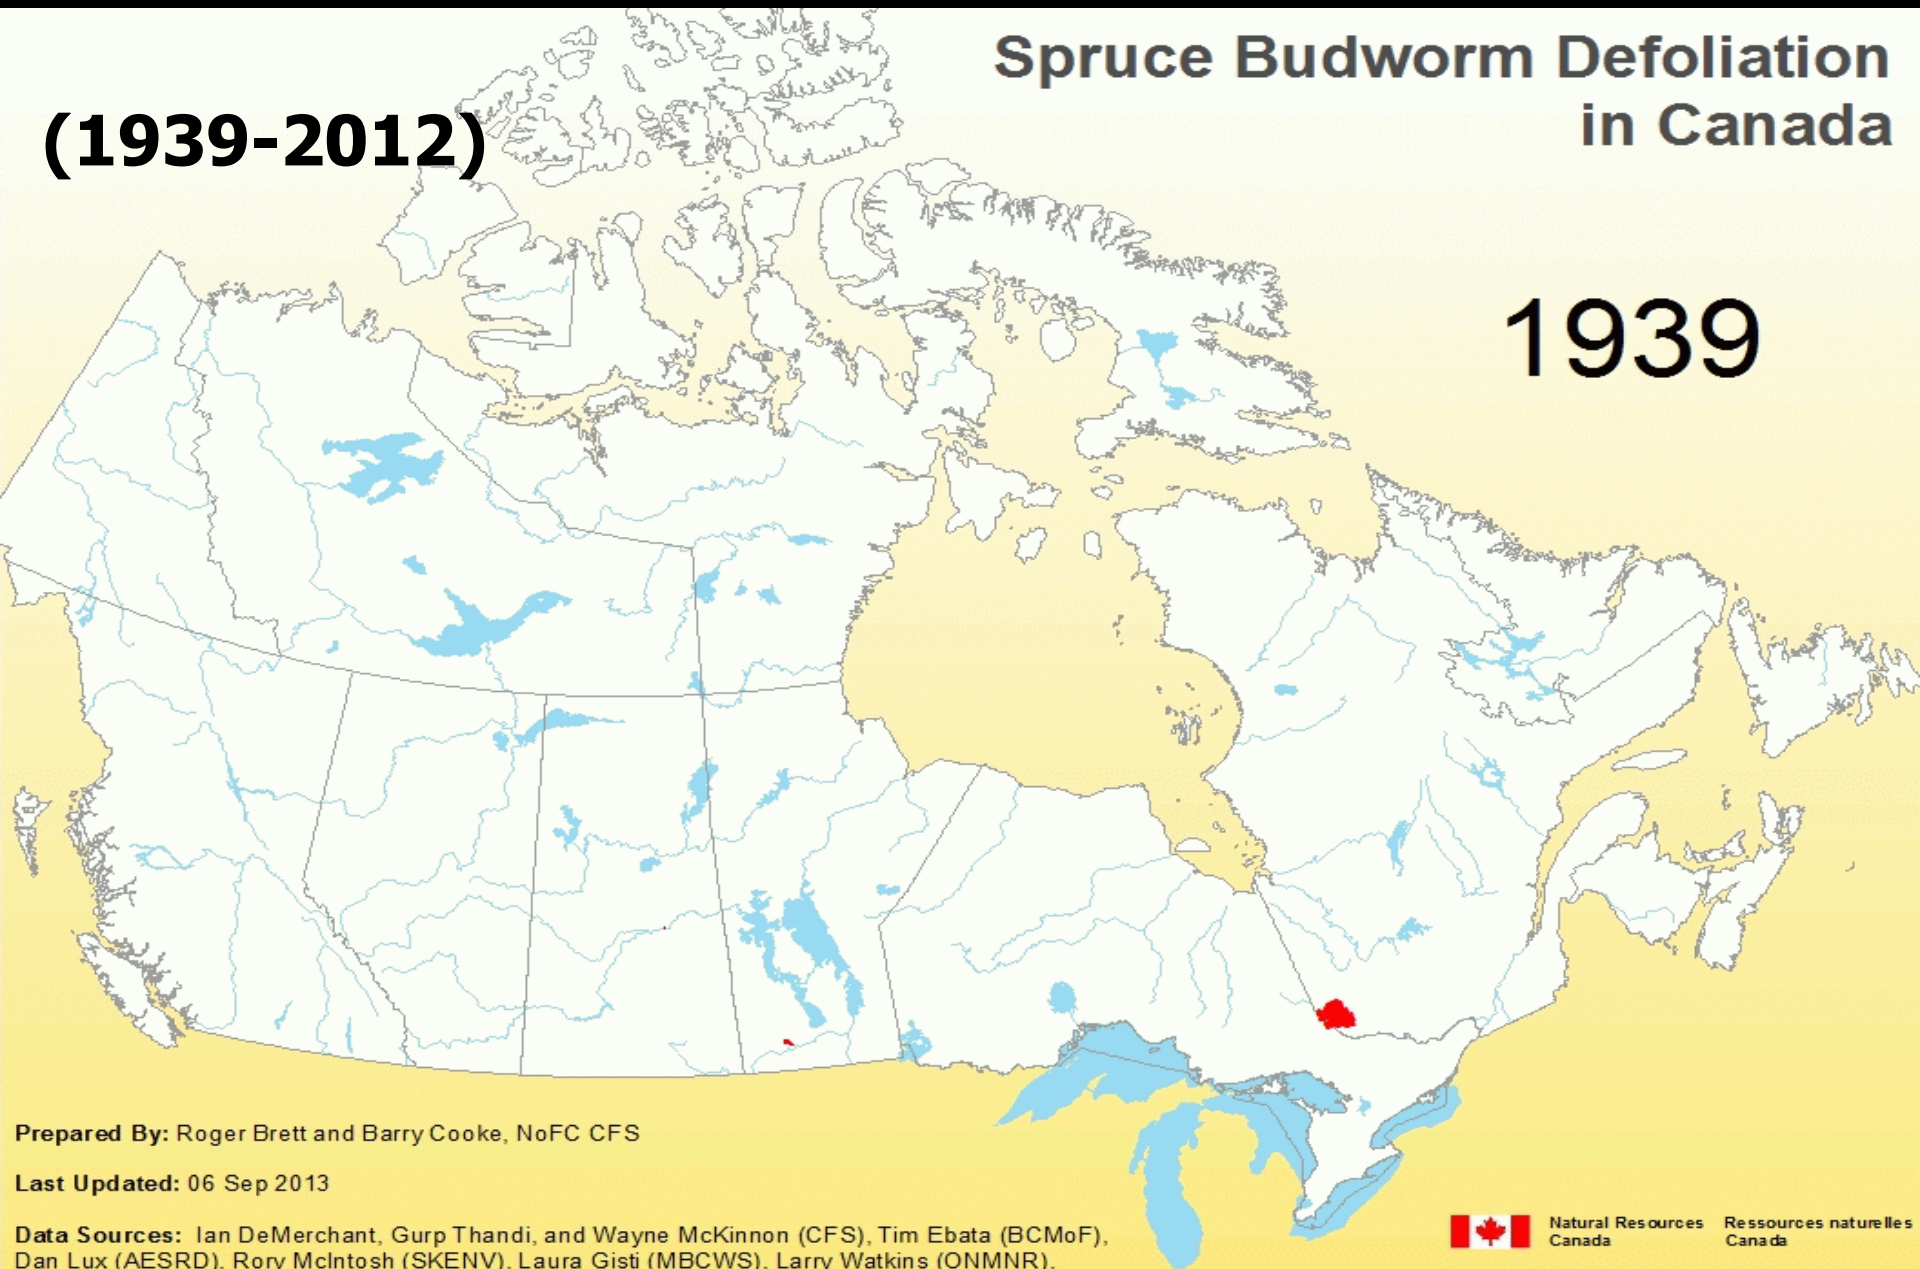 Spruce Budworm Defoliation
in Canada
(1939-2012)
1939
Prepared By: Roger Brett and Barry Cooke, NoFC CFS
Last Updated: 06 Sep 2013
Data Sources: Ian DeMerchant, Gurp Thandi, and Wayne McKinnon (CFS), Tim Ebata (BCMoF),
Dan Lux (AESRD), Rory McIntosh (SKENV), Laura Gisti (MBCWS), Larry Watkins (ONMNR),
Natural Resources
Canada
Ressources naturelles
Canada